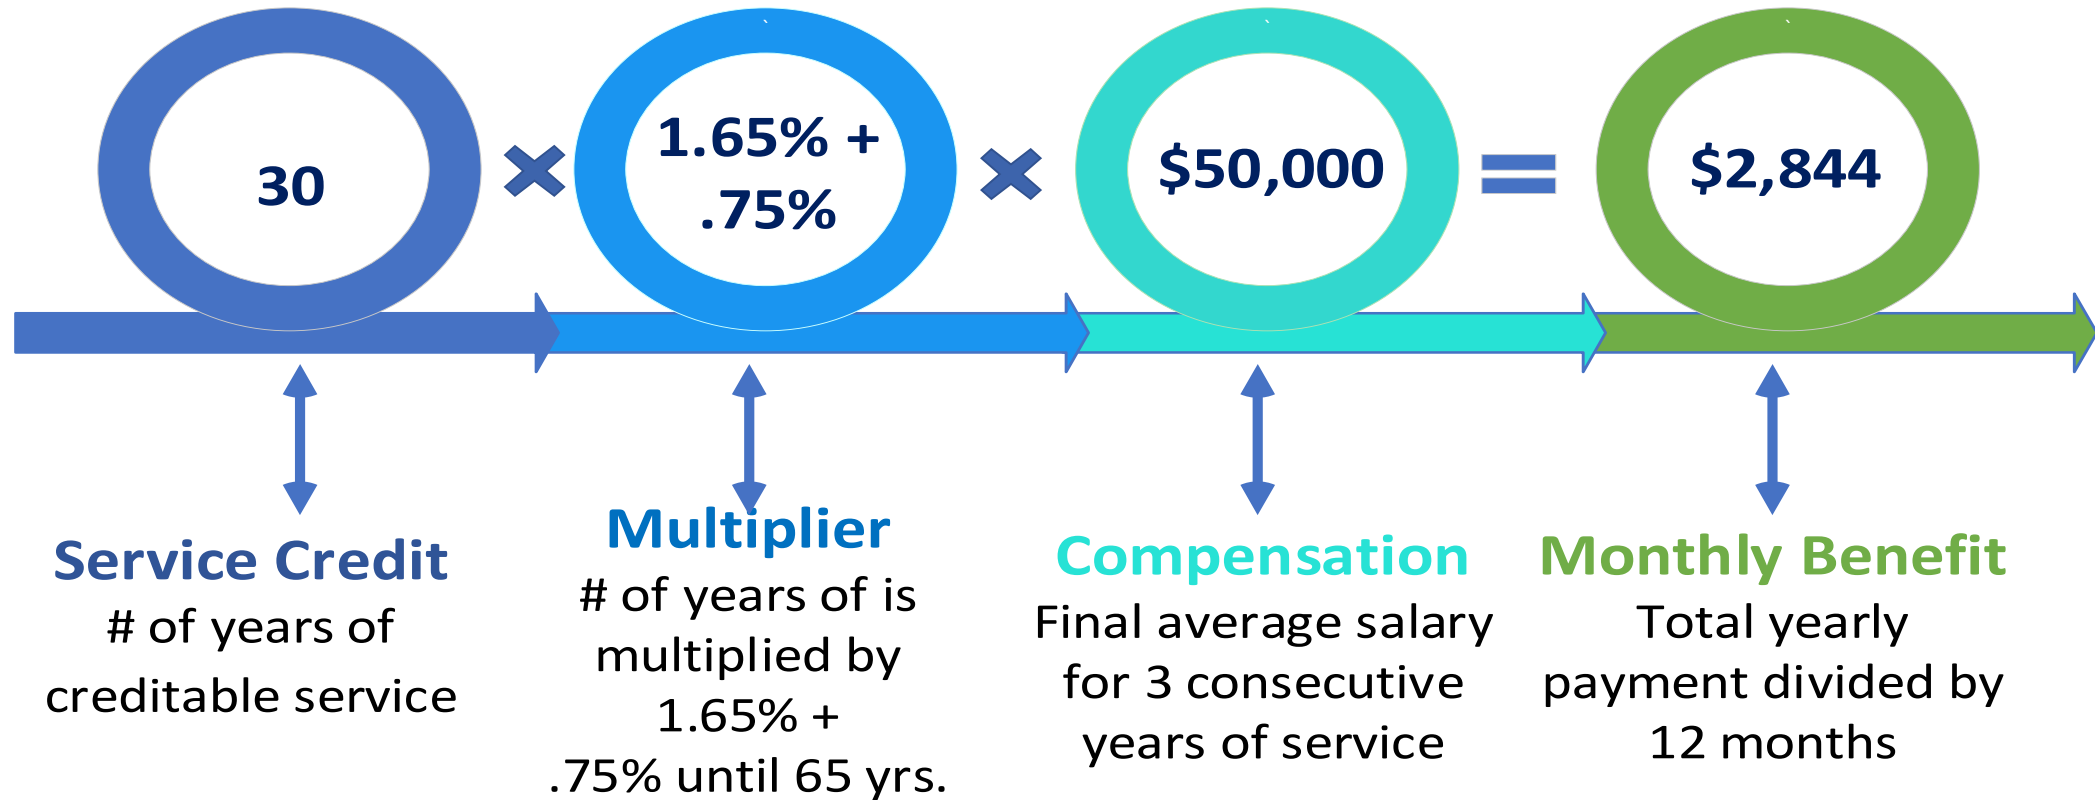 30
1.65% +
.75%
$50,000
$2,844
Service Credit
# of years of
creditable service
Multiplier
# of years of is
multiplied by
1.65% +
.75% until 65 yrs.
Compensation
Final average salary
for 3 consecutive
years of service
Monthly Benefit
Total yearly
payment divided by
12 months